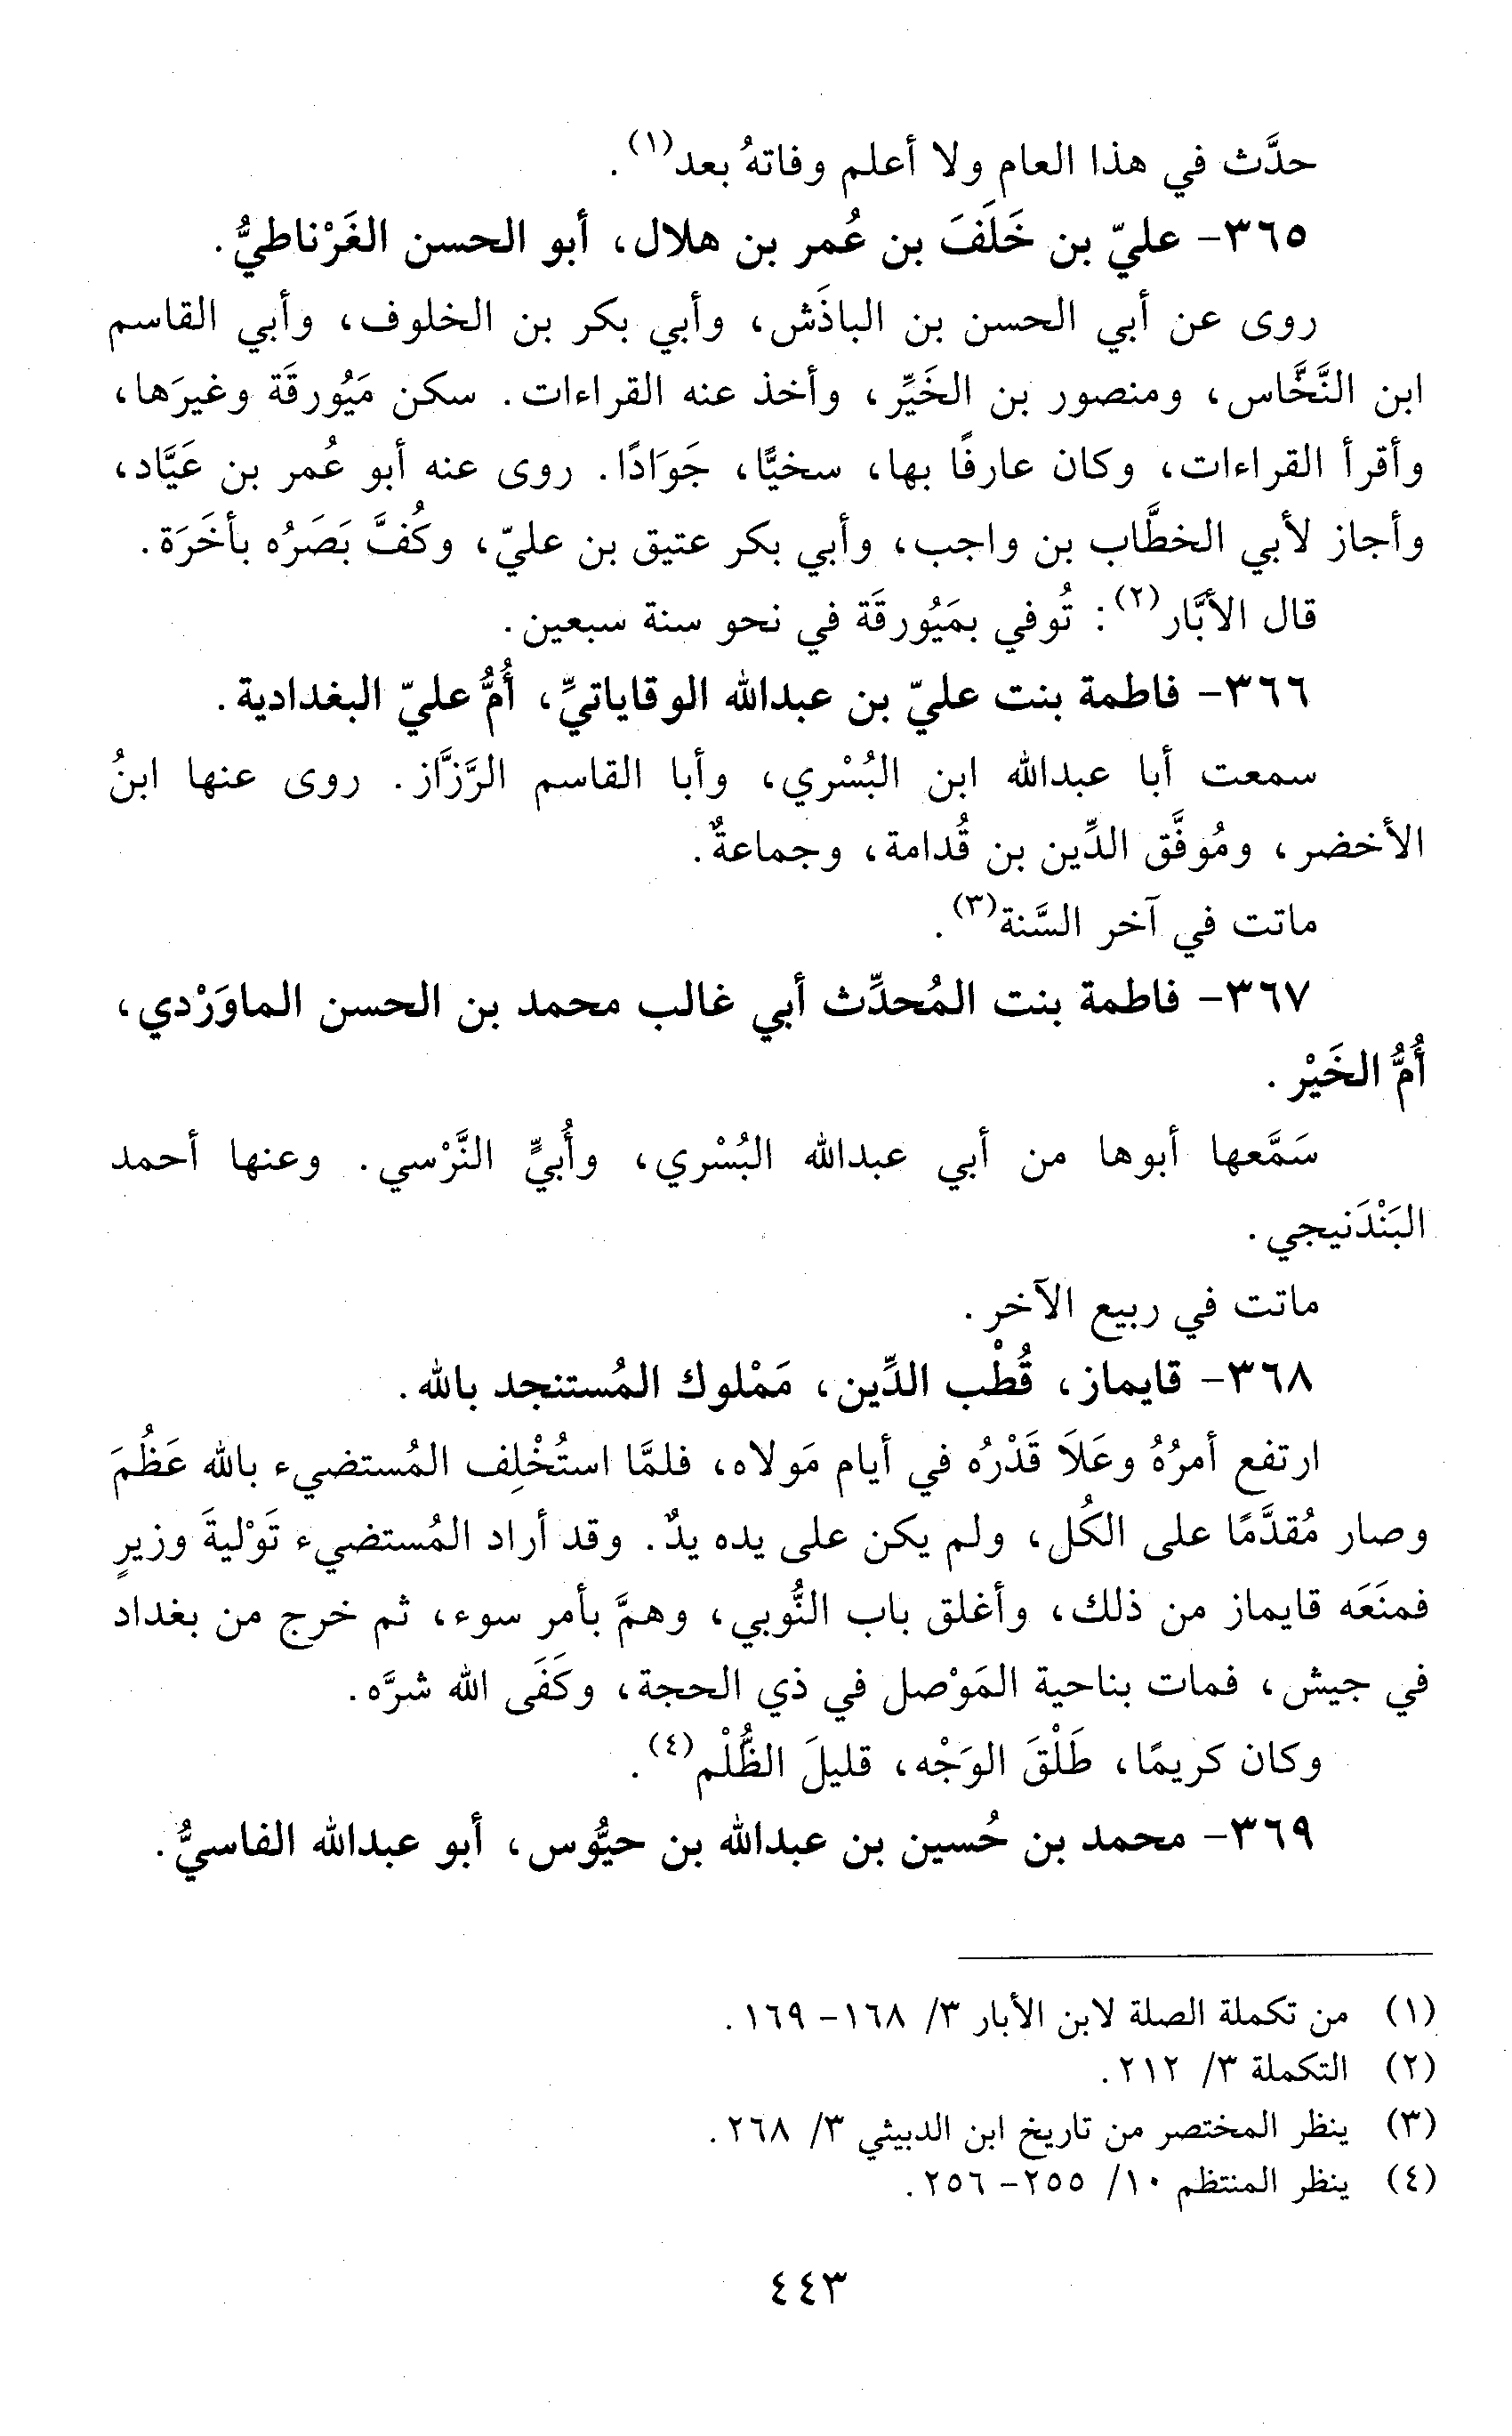 حدَّث في هذا العام ولا أعلم وفاتهُ بعد(١).
٣٦٥- عليّ بن خَلَفَ بن عُمر بن هلال، أبو الحسن الغَرْناطيُّ.
روى عن أبي الحسن بن الباذَش، وأبي بكر بن الخلوف، وأبي القاسم
ابن النَّخَّاس، ومنصور بن الخَيِّر، وأخذ عنه القراءات. سكن مَيُورقَة وغيرَها،
وأقرأ القراءات، وكان عارفًا بها، سخيًّا، جَوَادًا. روى عنه أبو عُمر بن عَيَّاد،
وأجاز لأبي الخطَّاب بن واجب، وأبي بكر عتيق بن عليّ، وكُفَّ بَصَرُه بأخَرَة.
قال الأبَّار(٢): تُوفي بمَيُورقَة في نحو سنة سبعين.
٣٦٦- فاطمة بنت عليّ بن عبدالله الوقاياتيِّ، أُمُّ عليّ البغدادية.
سمعت أبا عبدالله ابن البُسْري، وأبا القاسم الرَّزَّاز. روى عنها ابنُ
الأخضر، ومُوفَّق الدِّين بن قُدامة، وجماعةٌ.
ماتت في آخر السَّنة(٣).
٣٦٧- فاطمة بنت المُحدِّث أبي غالب محمد بن الحسن الماوَرْدي،
أُمُّ الخَيْر.
سَمَّعها أبوها من أبي عبدالله البُسْري، وأُبيٍّ النَّرْسي. وعنها أحمد
البَنْدَنيجي.
ماتت في ربيع الآخر.
٣٦٨- قايماز، قُطْب الدِّين، مَمْلوك المُستنجد بالله.
ارتفع أمرُهُ وعَلاَ قَدْرُه في أيام مَولاه، فلمَّا استُخْلِف المُستضيء بالله عَظُمَ
وصار مُقدَّمًا على الكُل، ولم يكن على يده يدٌ. وقد أراد المُستضيء تَوْليةَ وزيرٍ
فمنَعَه قايماز من ذلك، وأغلق باب النُّوبي، وهمَّ بأمر سوء، ثم خرج من بغداد
في جيش، فمات بناحية المَوْصل في ذي الحجة، وكَفَى الله شرَّه.
وكان كريمًا، طَلْقَ الوَجْه، قليلَ الظُّلْم(٤).
٣٦٩- محمد بن حُسين بن عبدالله بن حيُّوس، أبو عبدالله الفاسيُّ.
(١) من تكملة الصلة لابن الأبار ٣/ ١٦٨- ١٦٩.
(٢) التكملة ٣/ ٢١٢.
(٣) ينظر المختصر من تاريخ ابن الدبيثي ٣/ ٢٦٨.
(٤) ينظر المنتظم ١٠/ ٢٥٥- ٢٥٦.
٤٤٣